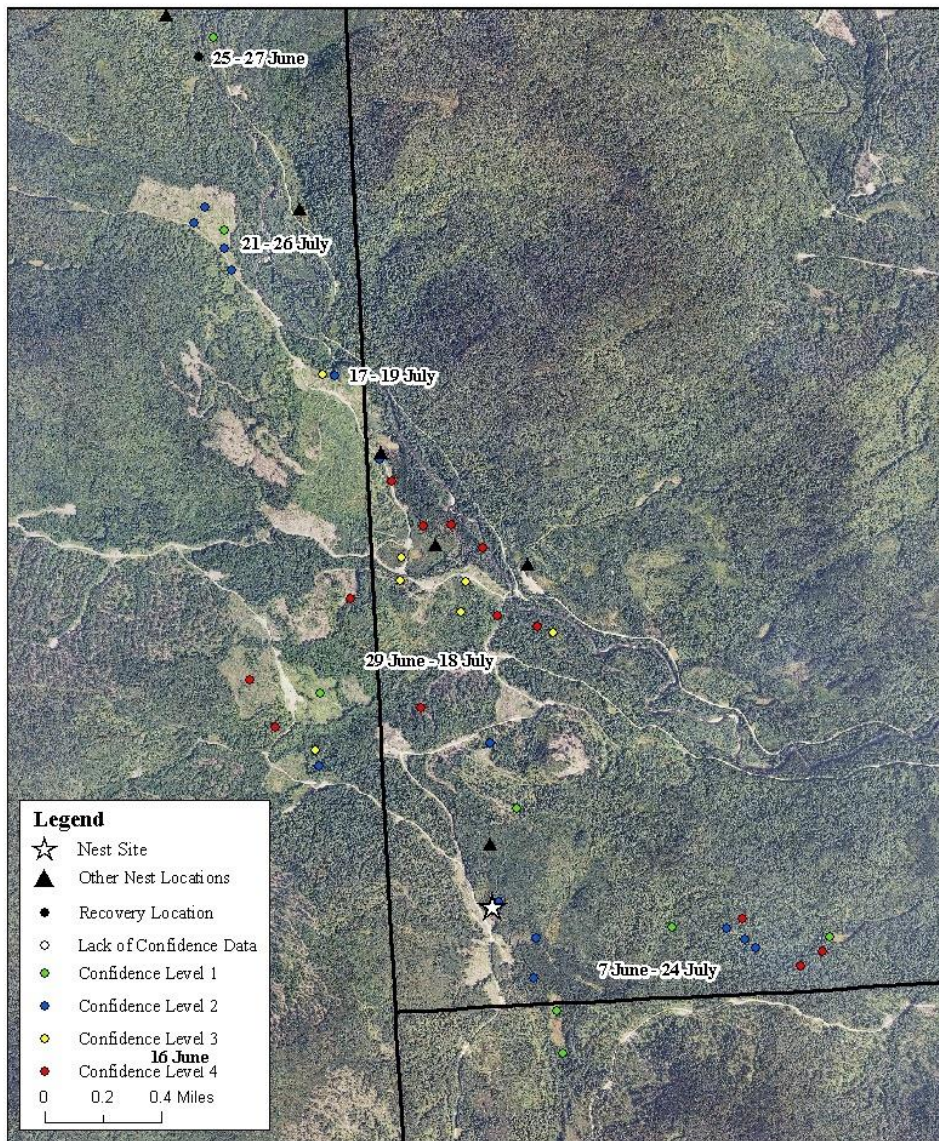 25 - 27 June
21 - 26 July
17 - 19 July
29 June - 18 July
7 June - 24 July
Legend
Nest Site
Other Nest Locations
Recovery Location
Lack of Confidence Data
Confidence Level 1
Confidence Level 2
Confidence Level 3
16 June
Confidence Level 4
0 0.2 0.4 Miles